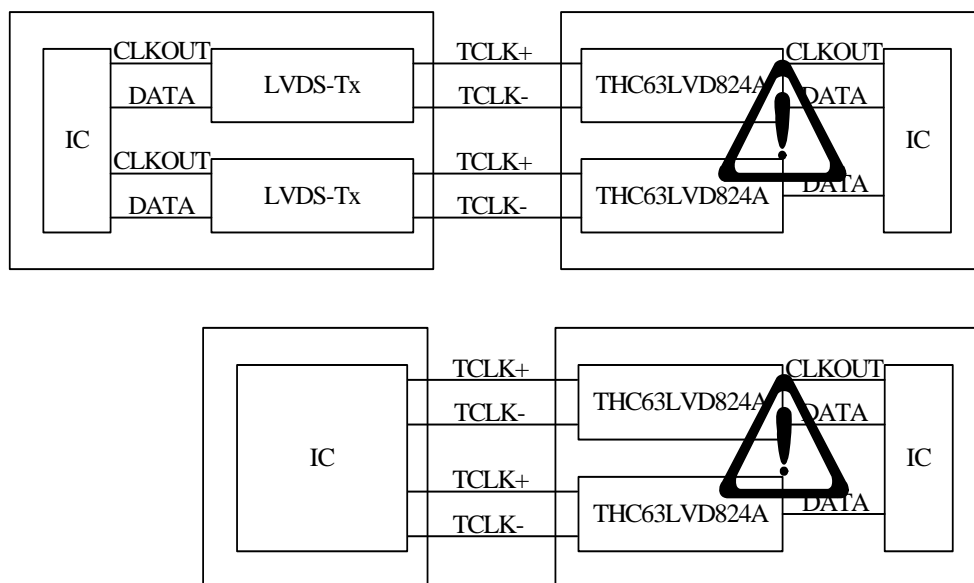 CLKOUT LVDS-Tx TCLK+ THC63LVD824A CLKOUT
DATA TCLK- DATA
IC IC
CLKOUT LVDS-Tx TCLK+ THC63LVD824A DATA
DATA TCLK-
TCLK+ THC63LVD824A CLKOUT
TCLK- DATA
IC IC
TCLK+ THC63LVD824A DATA
TCLK-